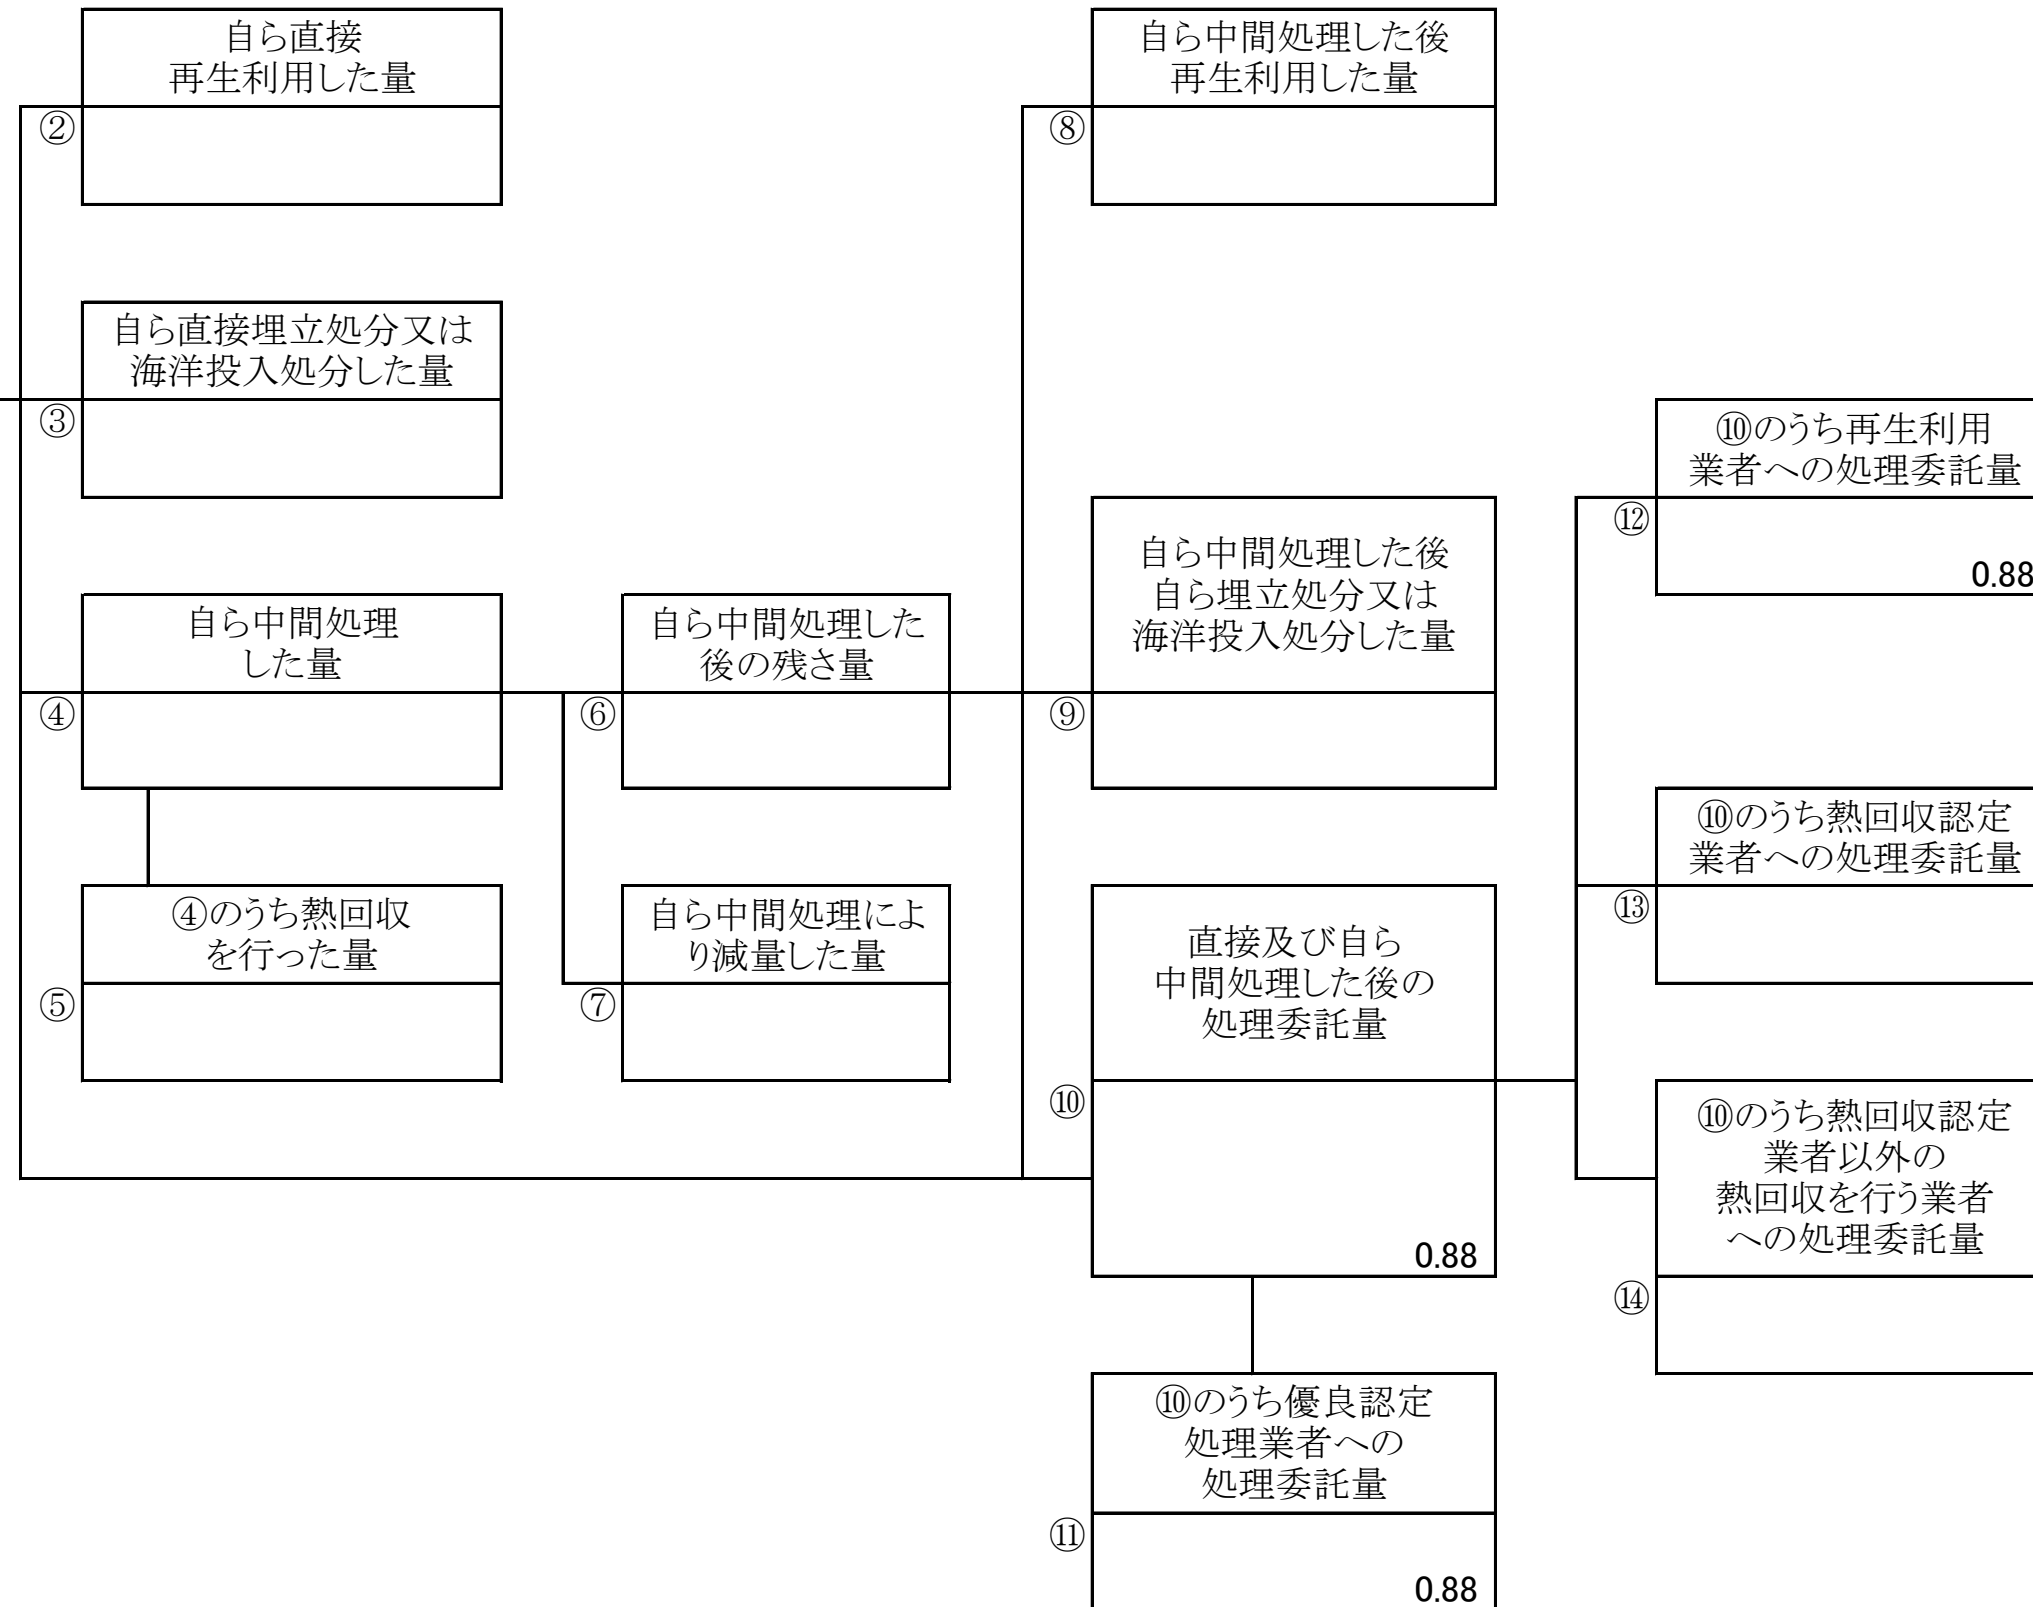 自ら直接
再生利用した量
②
自ら直接埋立処分又は
海洋投入処分した量
③
自ら中間処理
した量
④
④のうち熱回収
を行った量
⑤
自ら中間処理した
後の残さ量
⑥
自ら中間処理によ
り減量した量
⑦
自ら中間処理した後
再生利用した量
⑧
自ら中間処理した後
自ら埋立処分又は
海洋投入処分した量
⑨
直接及び自ら
中間処理した後の
処理委託量
⑩
0.88
⑩のうち優良認定
処理業者への
処理委託量
⑪
0.88
⑩のうち再生利用
業者への処理委託量
⑫
0.88
⑩のうち熱回収認定
業者への処理委託量
⑬
⑩のうち熱回収認定
業者以外の
熱回収を行う業者
への処理委託量
⑭